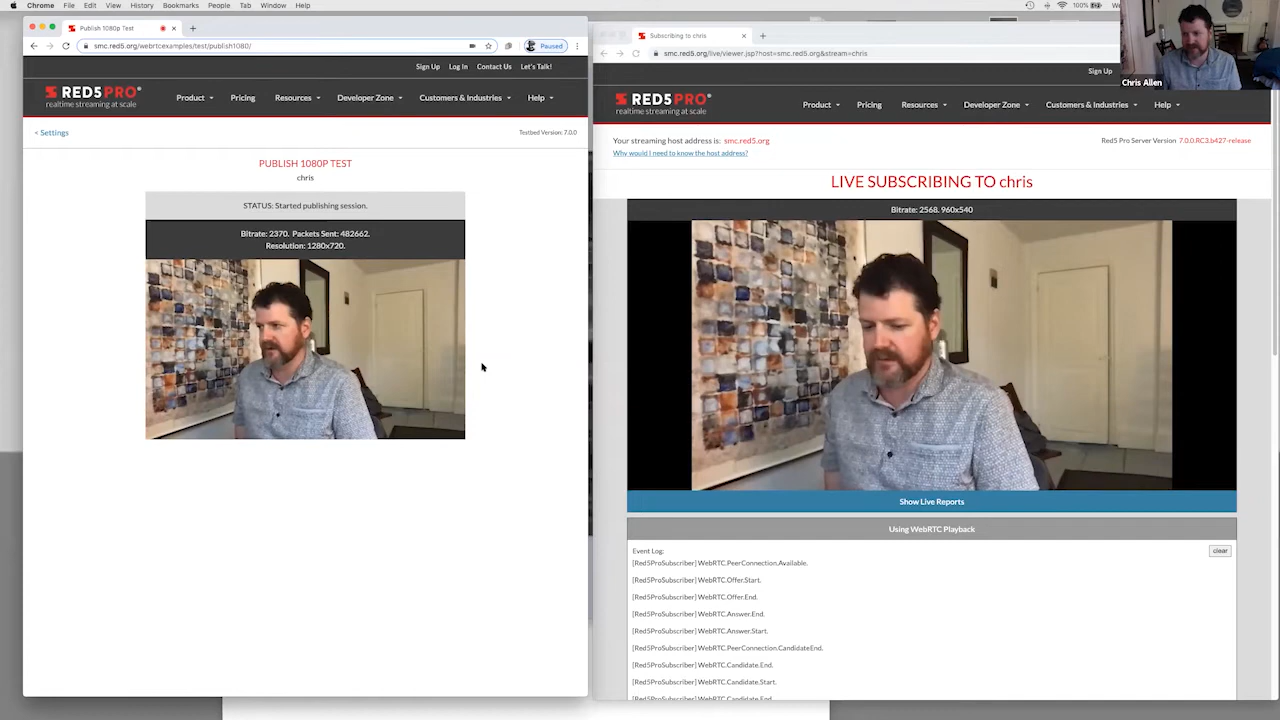 Chrome File Edit View History Bookmarks People Tab Window Help
100%
Publish 1080p Test
smc.red5.org/webrtcexamples/test/publish1080/
Paused
Sign Up Log In Contact Us Let's Talk!
RED5PRO®
realtime streaming at scale
Product Pricing Resources Developer Zone Customers & Industries Help
< Settings
Testbed Version: 7.0.0
PUBLISH 1080P TEST
chris
STATUS: Started publishing session.
Bitrate: 2370. Packets Sent: 482662.
Resolution: 1280x720.
Subscribing to chris
smc.red5.org/live/viewer.jsp?host=smc.red5.org&stream=chris
Sign Up
RED5PRO®
realtime streaming at scale
Product Pricing Resources Developer Zone Customers & Industries Help
Your streaming host address is: smc.red5.org
Why would I need to know the host address?
Red5 Pro Server Version 7.0.0.RC3.b427-release
LIVE SUBSCRIBING TO chris
Bitrate: 2568. 960x540
Show Live Reports
Using WebRTC Playback
Event Log:
clear
[Red5ProSubscriber] WebRTC.PeerConnection.Available.
[Red5ProSubscriber] WebRTC.Offer.Start.
[Red5ProSubscriber] WebRTC.Offer.End.
[Red5ProSubscriber] WebRTC.Answer.End.
[Red5ProSubscriber] WebRTC.Answer.Start.
[Red5ProSubscriber] WebRTC.PeerConnection.CandidateEnd.
[Red5ProSubscriber] WebRTC.Candidate.End.
[Red5ProSubscriber] WebRTC.Candidate.Start.
[Red5ProSubscriber] WebRTC.Candidate.End.
Chris Allen